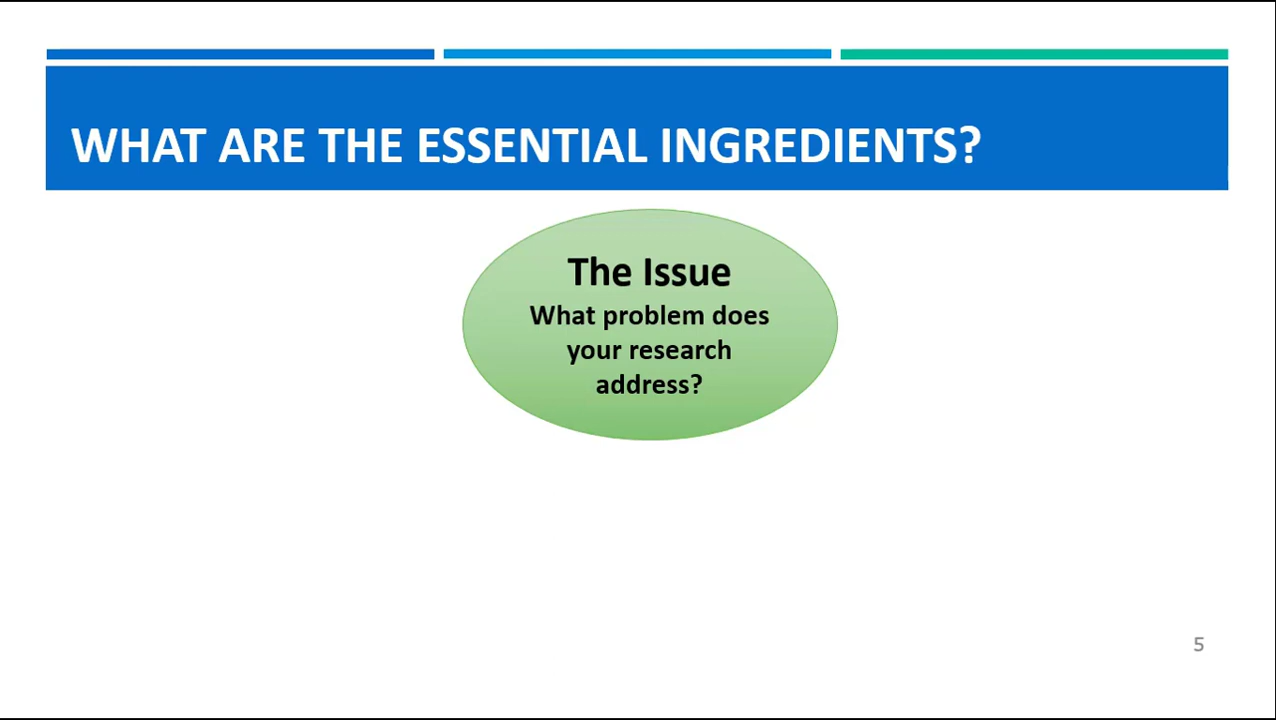 WHAT ARE THE ESSENTIAL INGREDIENTS?
The Issue
What problem does
your research
address?
5